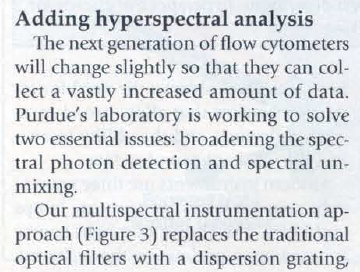 Adding hyperspectral analysis
The next generation of flow cytometers
will change slightly so that they can col-
lect a vastly increased amount of data.
Purdue's laboratory is working to solve
two essential issues: broadening the spec-
tral photon detection and spectral un-
mixing.
Our multispectral instrumentation ap-
proach (Figure 3) replaces the traditional
optical filters with a dispersion grating,